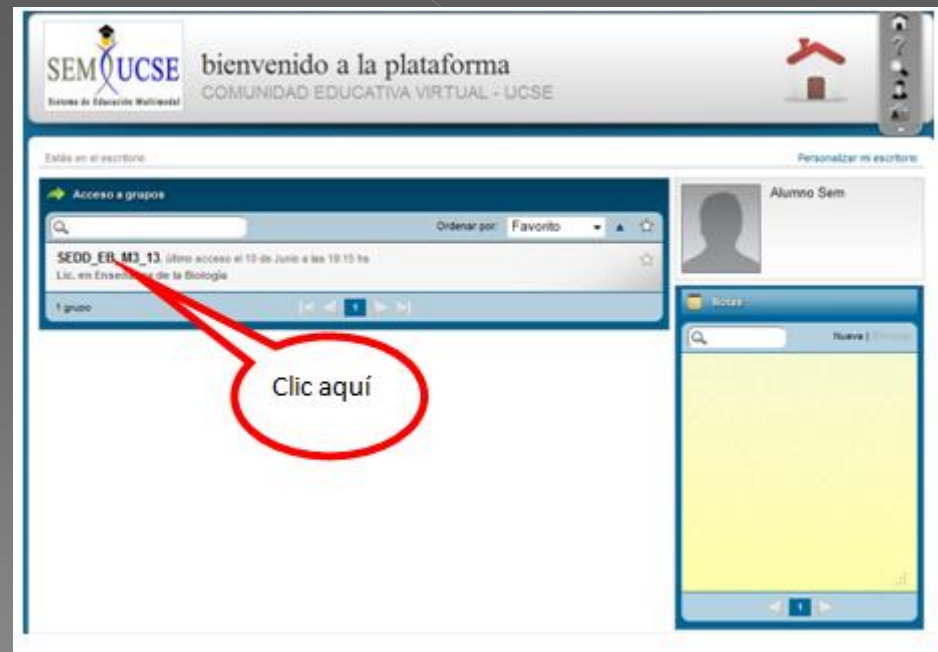 SEM UCSE
Sistema de Educación Multimodal
bienvenido a la plataforma
COMUNIDAD EDUCATIVA VIRTUAL - UCSE
Estás en el escritorio
Personalizar mi escritorio
Acceso a grupos
Ordenar por: Favorito
SEDD_EB_M3_13. último acceso el 10 de Junio a las 19:15 hs
Lic. en Enseñanza de la Biología
1 grupo
1
Clic aquí
Alumno Sem
Notas
Nueva |
1